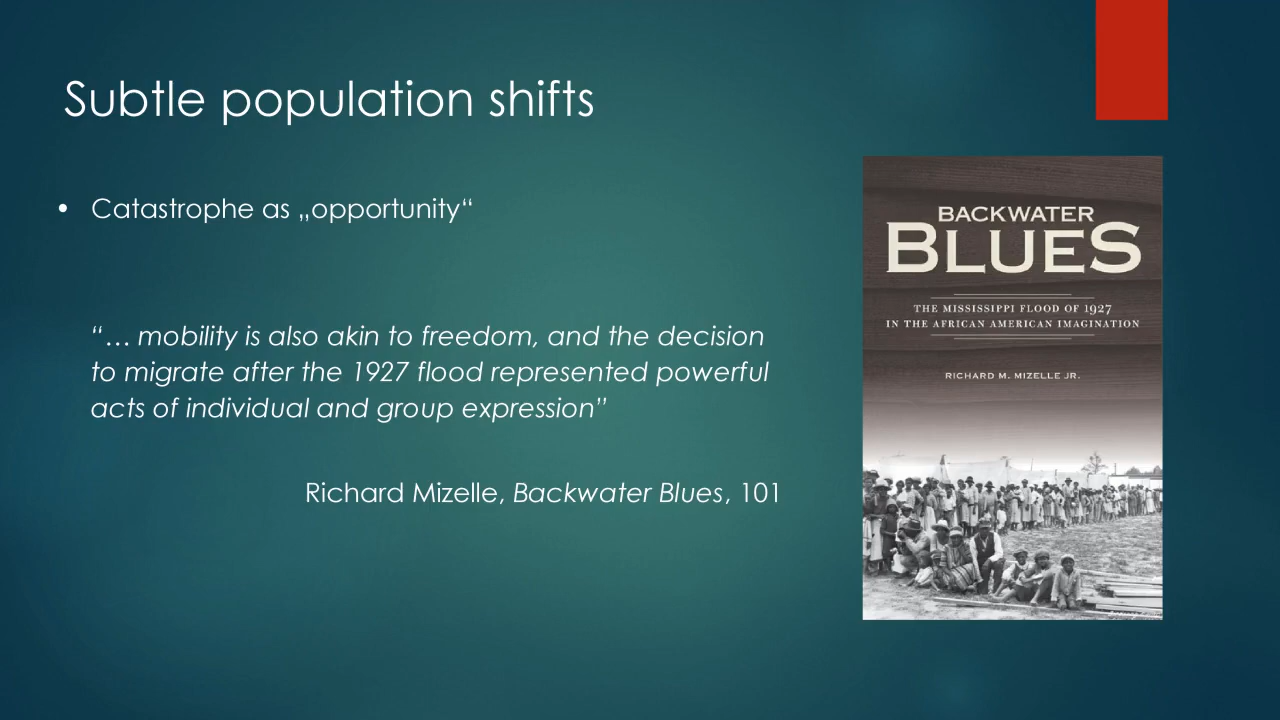 Subtle population shifts
• Catastrophe as „opportunity“
“… mobility is also akin to freedom, and the decision
to migrate after the 1927 flood represented powerful
acts of individual and group expression”
Richard Mizelle, Backwater Blues, 101
BACKWATER
BLUES
THE MISSISSIPPI FLOOD OF 1927
IN THE AFRICAN AMERICAN IMAGINATION
RICHARD M. MIZELLE JR.